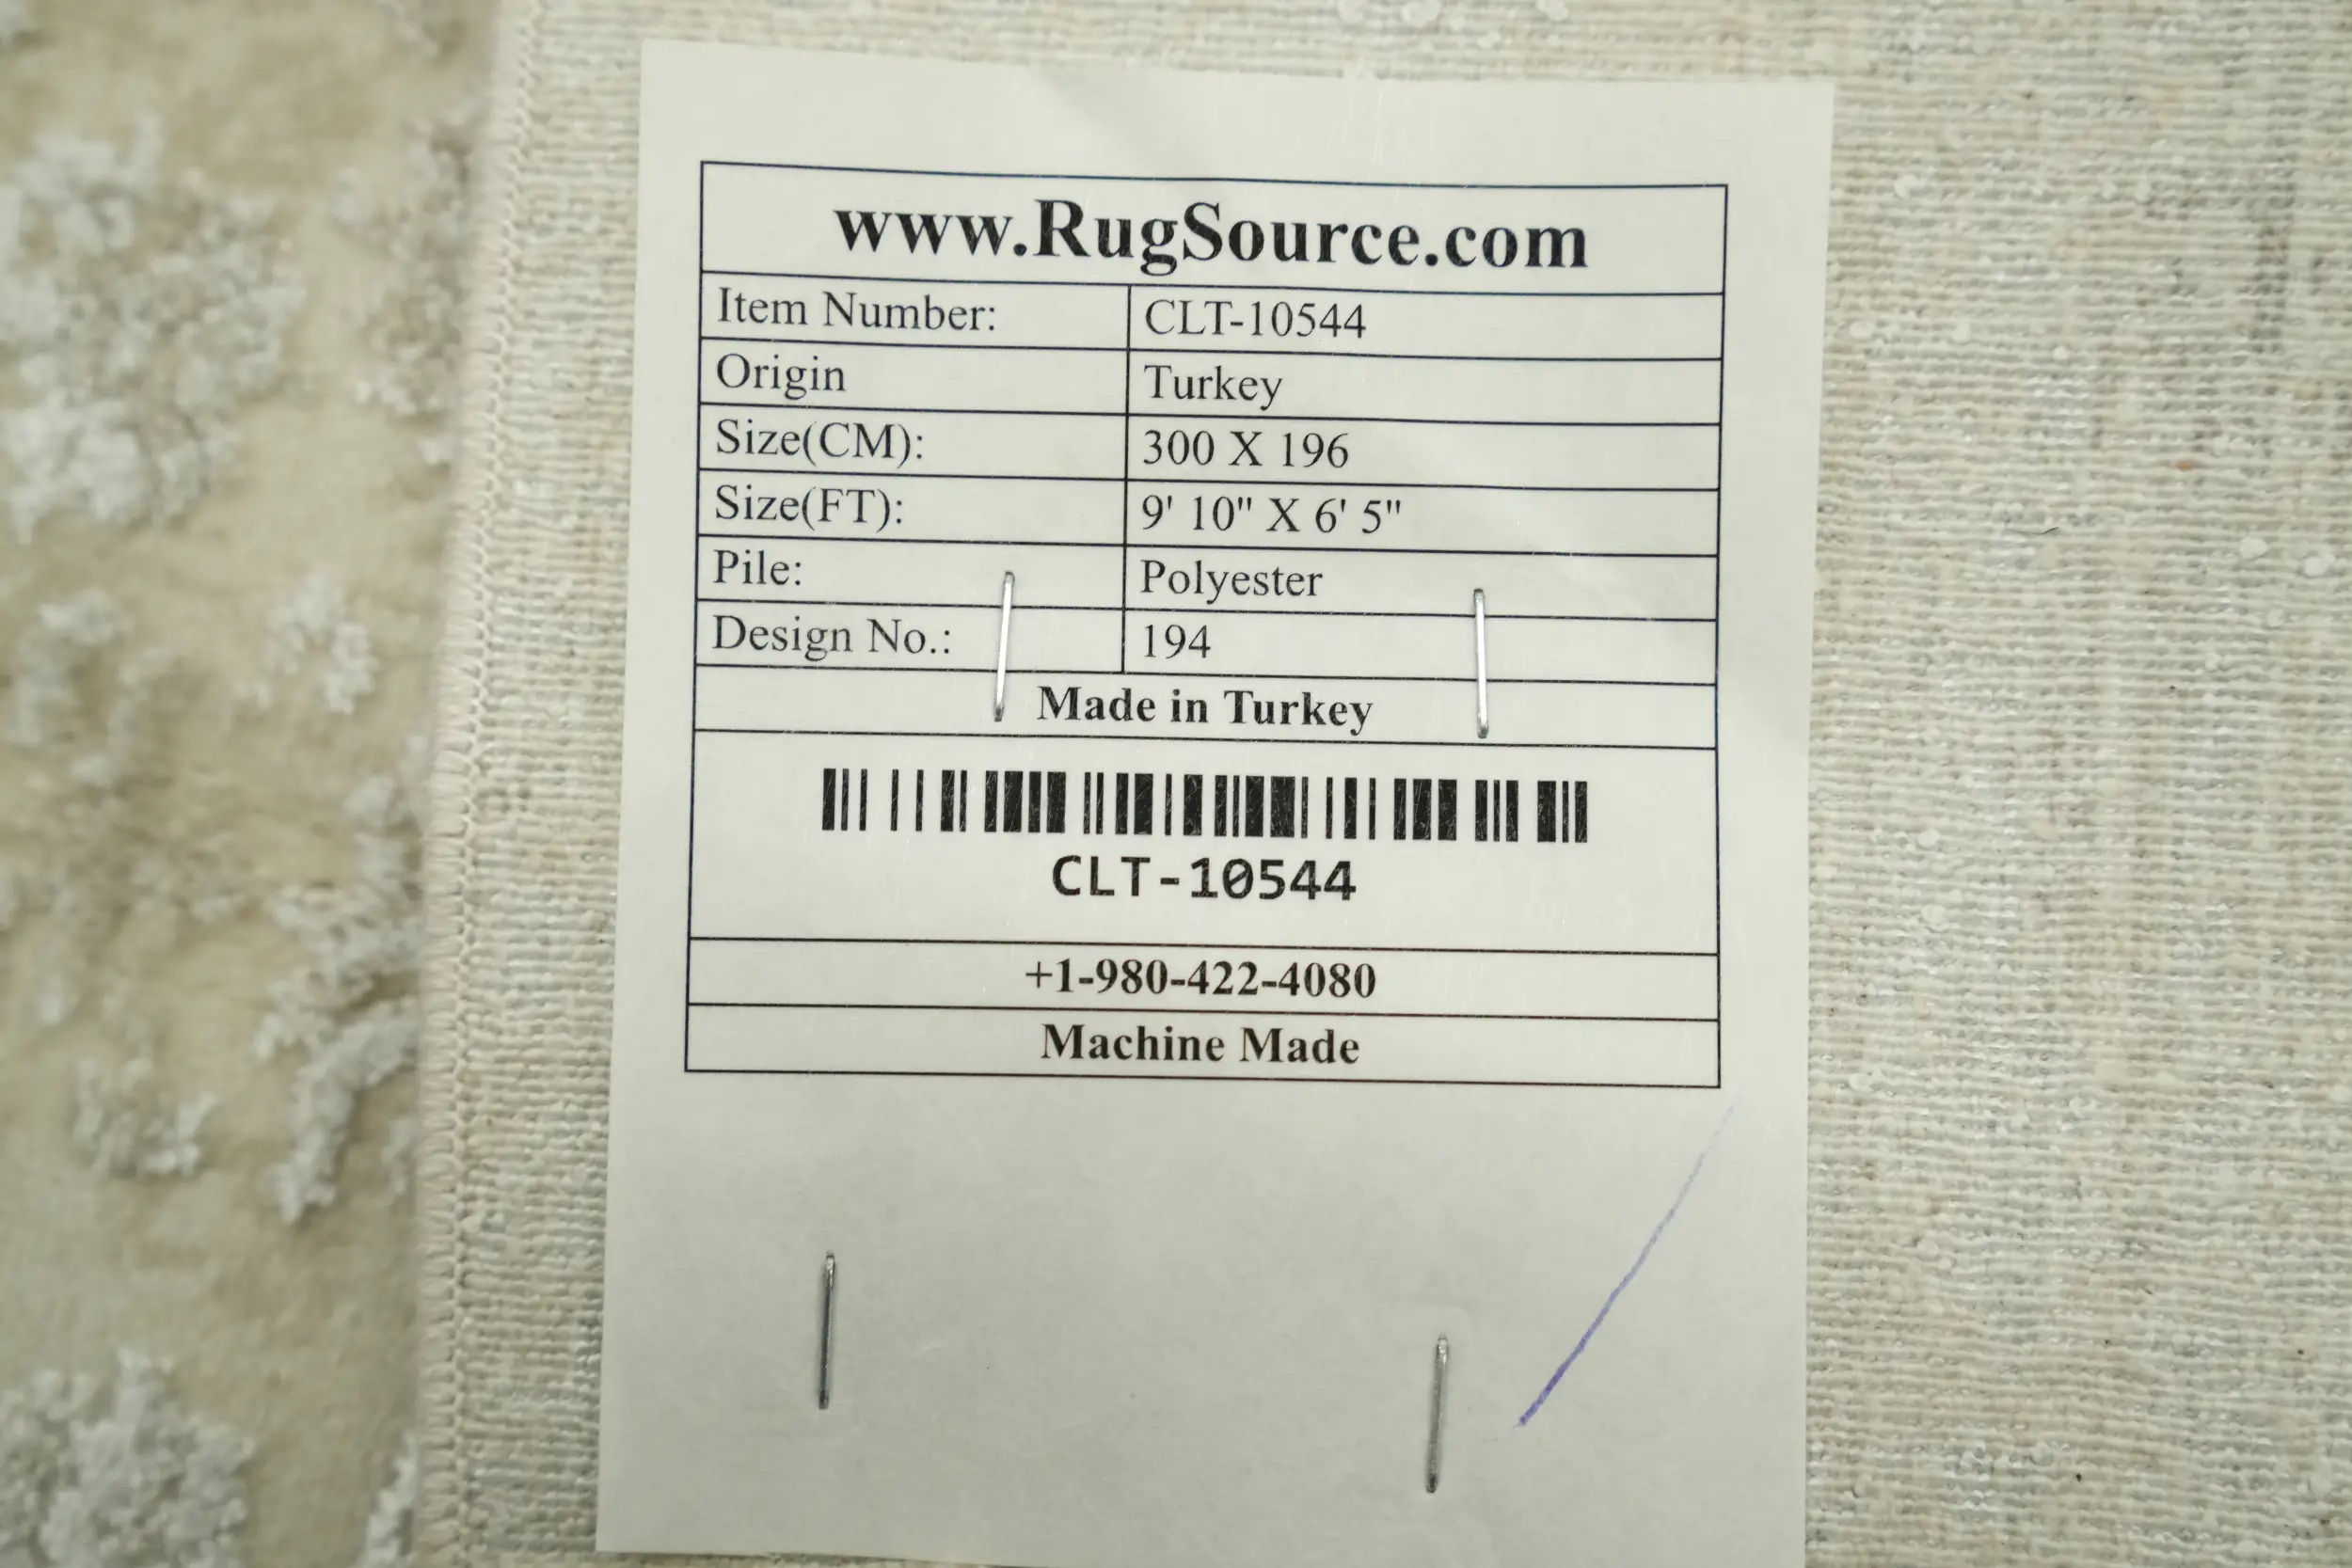 www.RugSource.com
Item Number: CLT-10544
Origin Turkey
Size(CM): 300 X 196
Size(FT): 9' 10" X 6' 5"
Pile: Polyester
Design No.: 194
Made in Turkey
CLT-10544
+1-980-422-4080
Machine Made